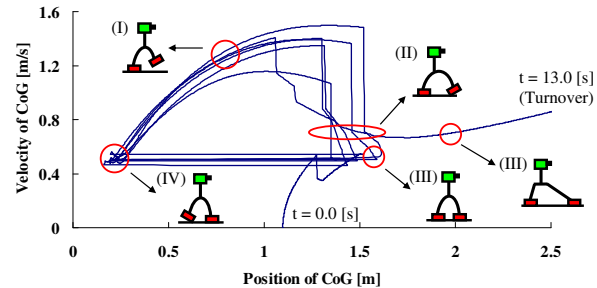 1.6
1.2
0.8
0.4
0
Velocity of CoG [m/s]
(I)
(II)
t = 13.0 [s]
(Turnover)
(III)
(III)
(IV)
t = 0.0 [s]
0
0.5
1
1.5
2
2.5
Position of CoG [m]